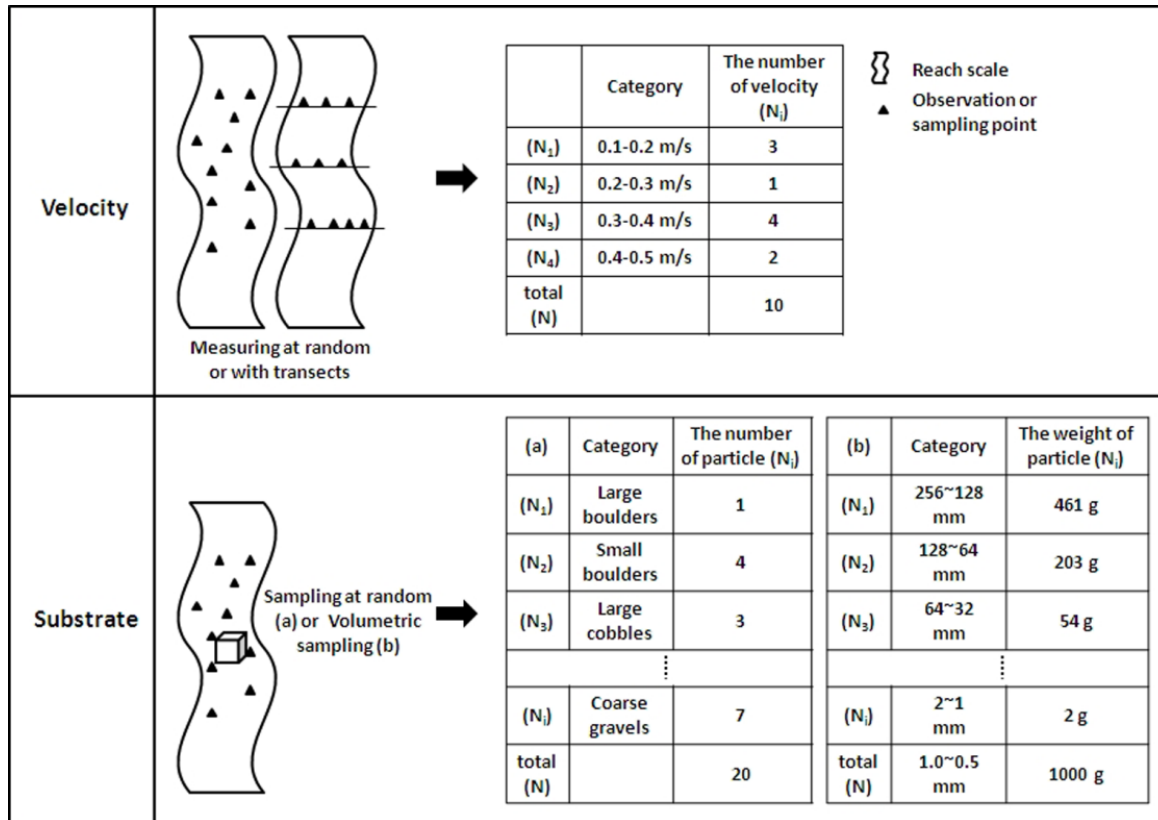 Velocity
Measuring at random
or with transects
Category
The number
of velocity
(Nᵢ)
(N₁) 0.1-0.2 m/s 3
(N₂) 0.2-0.3 m/s 1
(N₃) 0.3-0.4 m/s 4
(N₄) 0.4-0.5 m/s 2
total
(N)
10
Reach scale
Observation or
sampling point
Substrate
Sampling at random
(a) or Volumetric
sampling (b)
(a) Category
The number
of particle (Nᵢ)
(N₁)
Large
boulders
1
(N₂)
Small
boulders
4
(N₃)
Large
cobbles
3
(Nᵢ)
Coarse
gravels
7
total
(N)
20
(b) Category
The weight of
particle (Nᵢ)
(N₁)
256~128
mm
461 g
(N₂)
128~64
mm
203 g
(N₃)
64~32
mm
54 g
(Nᵢ)
2~1
mm
2 g
total
(N)
1.0~0.5
mm
1000 g